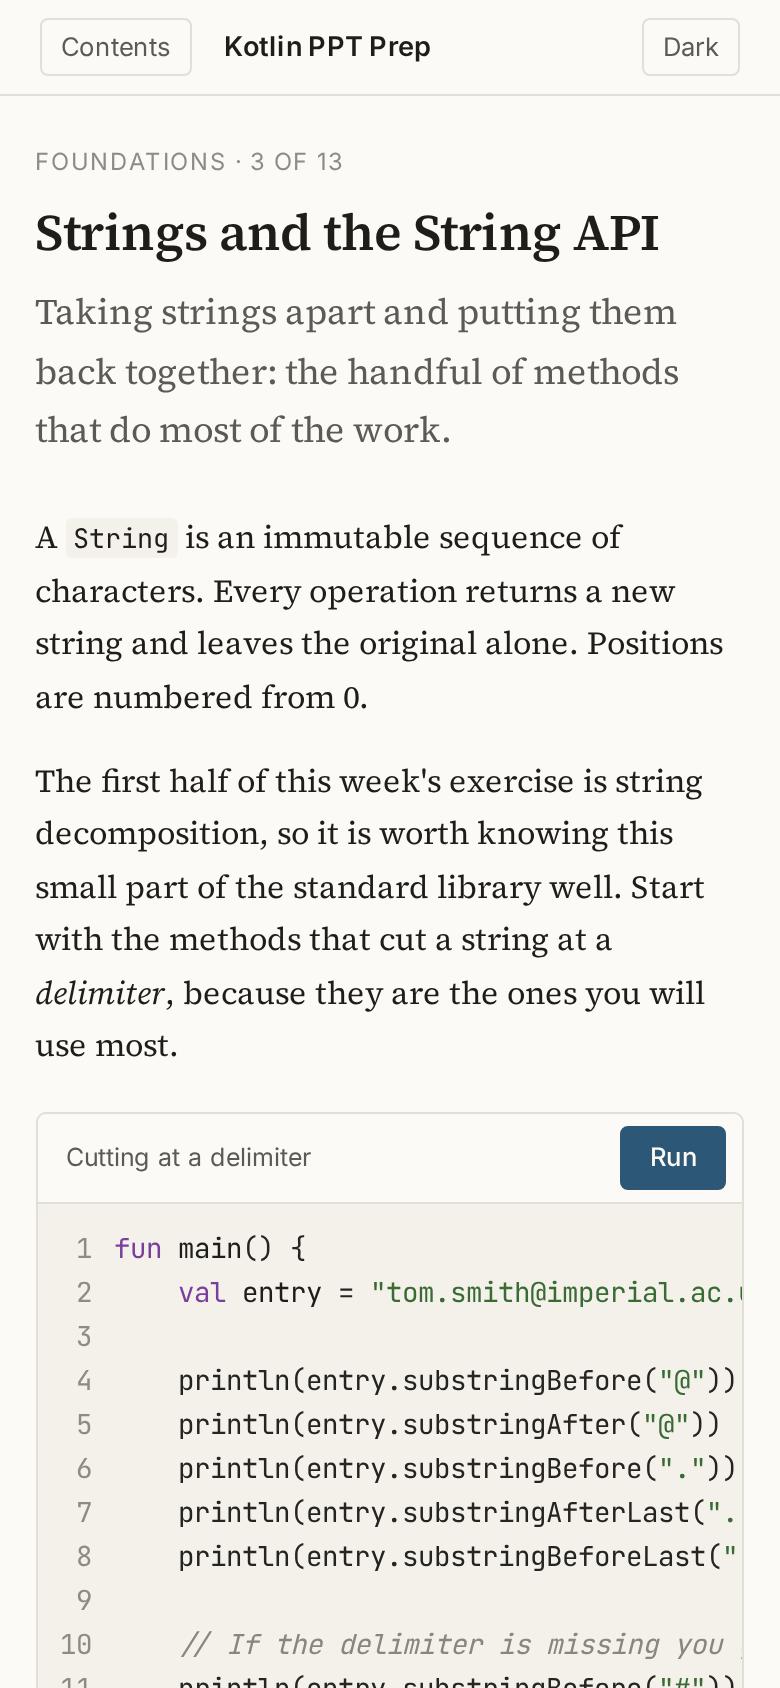 Contents
Kotlin PPT Prep
Dark
FOUNDATIONS · 3 OF 13
Strings and the String API
Taking strings apart and putting them
back together: the handful of methods
that do most of the work.
A String is an immutable sequence of
characters. Every operation returns a new
string and leaves the original alone. Positions
are numbered from 0.
The first half of this week's exercise is string
decomposition, so it is worth knowing this
small part of the standard library well. Start
with the methods that cut a string at a
delimiter, because they are the ones you will
use most.
Cutting at a delimiter
Run
1 fun main() {
2     val entry = "tom.smith@imperial.ac.
3
4     println(entry.substringBefore("@"))
5     println(entry.substringAfter("@"))
6     println(entry.substringBefore("."))
7     println(entry.substringAfterLast(".
8     println(entry.substringBeforeLast("
9
10     // If the delimiter is missing you
11     println(entry.substringBefore("#"))